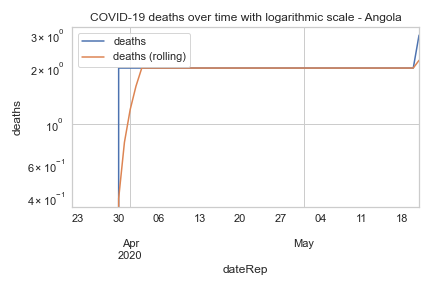 COVID-19 deaths over time with logarithmic scale - Angola
deaths
deaths (rolling)
3 × 10⁰
2 × 10⁰
10⁰
6 × 10⁻¹
4 × 10⁻¹
deaths
23 30 06 13 20 27 04 11 18
Apr May
2020
dateRep